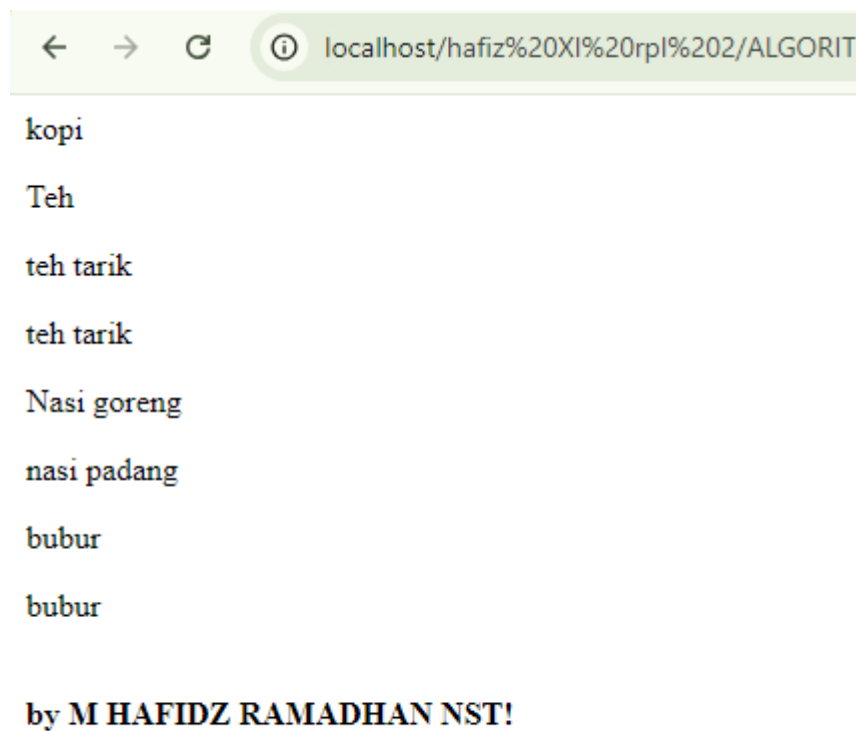 localhost/hafiz%20XI%20rpl%202/ALGORIT
kopi
Teh
teh tarik
teh tarik
Nasi goreng
nasi padang
bubur
bubur
by M HAFIDZ RAMADHAN NST!